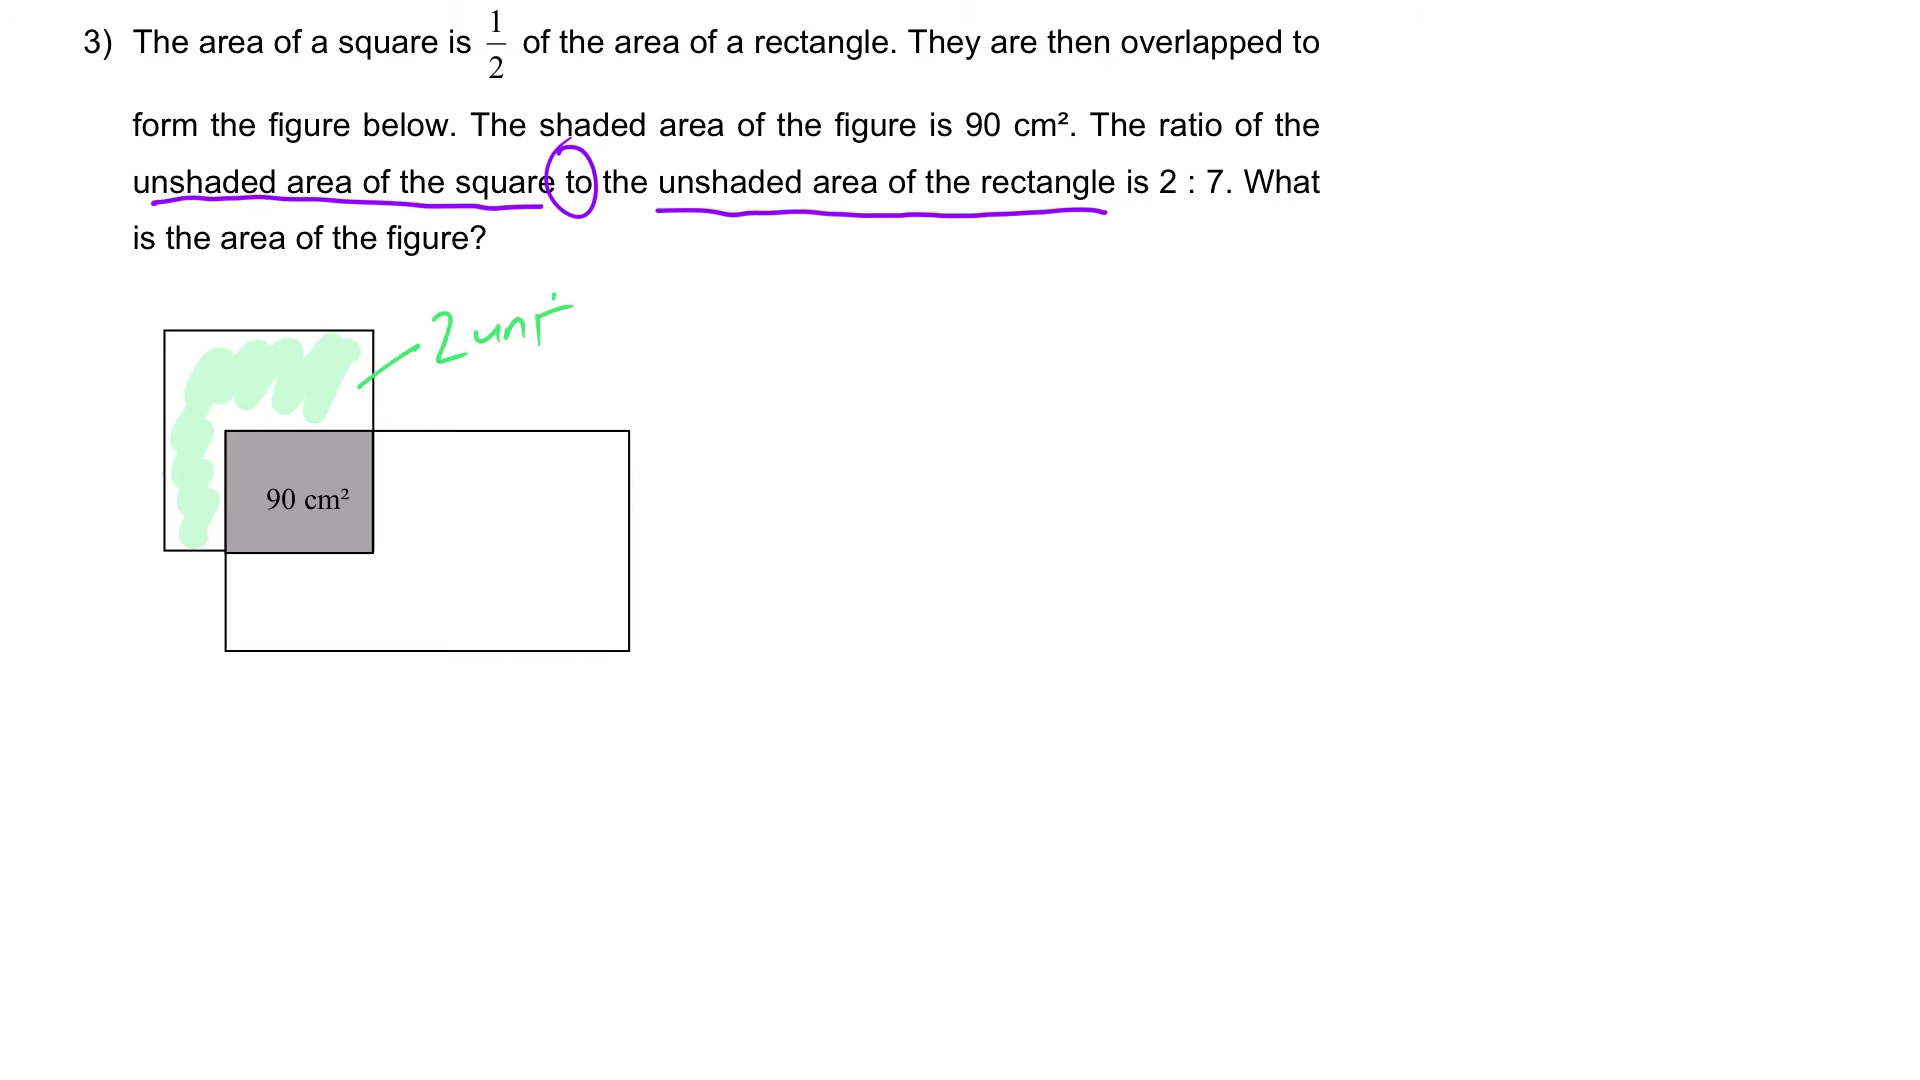 3) The area of a square is 1/2 of the area of a rectangle. They are then overlapped to
form the figure below. The shaded area of the figure is 90 cm². The ratio of the
unshaded area of the square to the unshaded area of the rectangle is 2 : 7. What
is the area of the figure?
2 unit
90 cm²